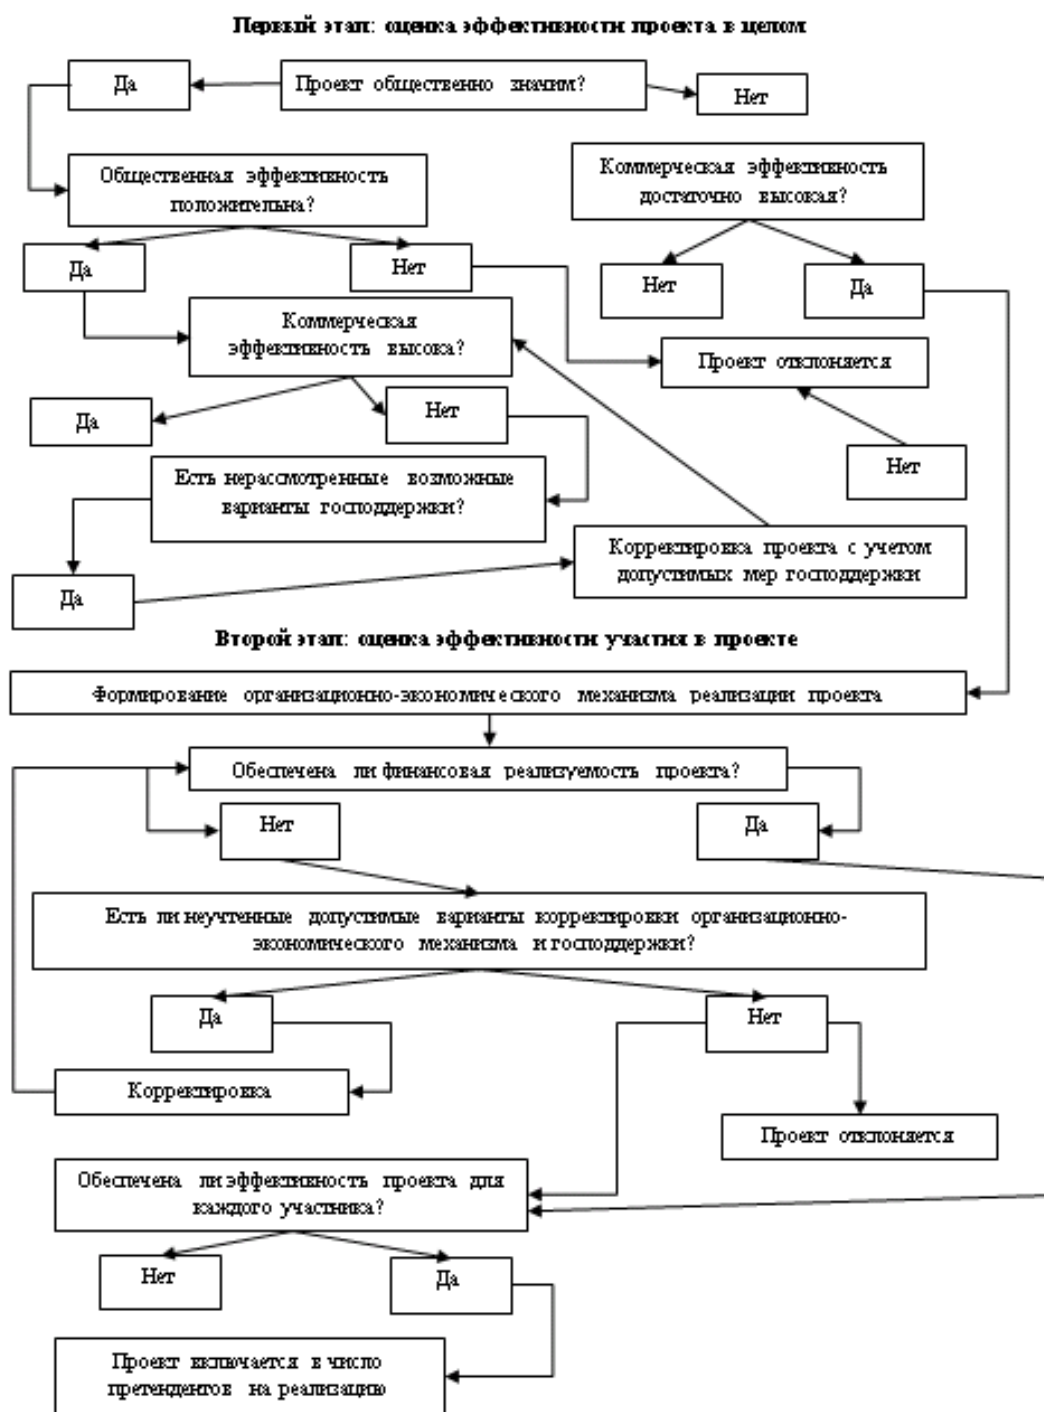 Первый этап: оценка эффективности проекта в целом
Да
Проект общественно значим?
Нет
Общественная эффективность
положительна?
Коммерческая эффективность
достаточно высокая?
Да
Нет
Нет
Да
Коммерческая
эффективность высока?
Проект отклоняется
Да
Нет
Нет
Есть нерассмотренные возможные
варианты господдержки?
Корректировка проекта с учетом
допустимых мер господдержки
Да
Второй этап: оценка эффективности участия в проекте
Формирование организационно-экономического механизма реализации проекта
Обеспечена ли финансовая реализуемость проекта?
Нет
Да
Есть ли неучтенные допустимые варианты корректировки организационно-
экономического механизма и господдержки?
Да
Нет
Корректировка
Проект отклоняется
Обеспечена ли эффективность проекта для
каждого участника?
Нет
Да
Проект включается в число
претендентов на реализацию